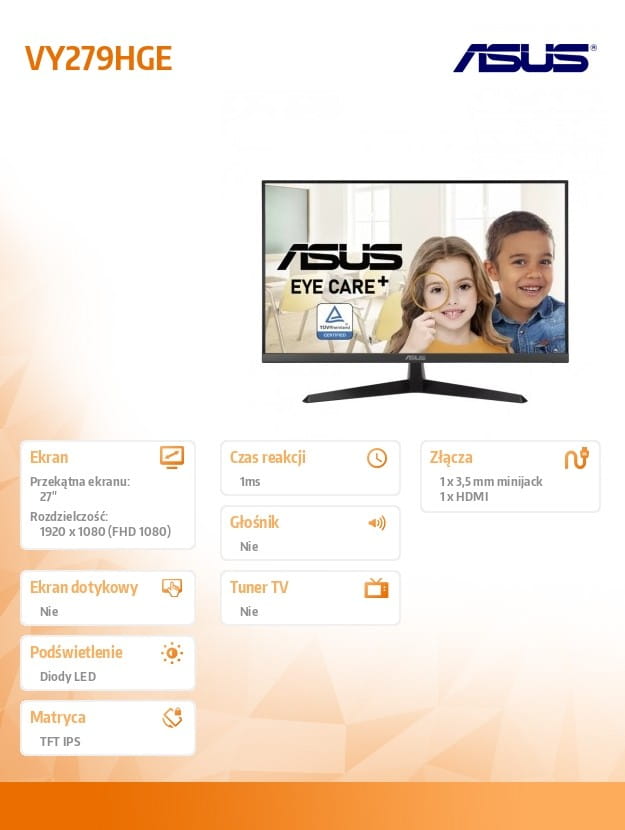 VY279HGE
ASUS®
ASUS
EYE CARE+
TÜVRheinland
CERTIFIED
ASUS
Ekran
Przekątna ekranu:
27"
Rozdzielczość:
1920 x 1080 (FHD 1080)
Ekran dotykowy
Nie
Podświetlenie
Diody LED
Matryca
TFT IPS
Czas reakcji
1ms
Głośnik
Nie
Tuner TV
Nie
Złącza
1 x 3,5 mm minijack
1 x HDMI